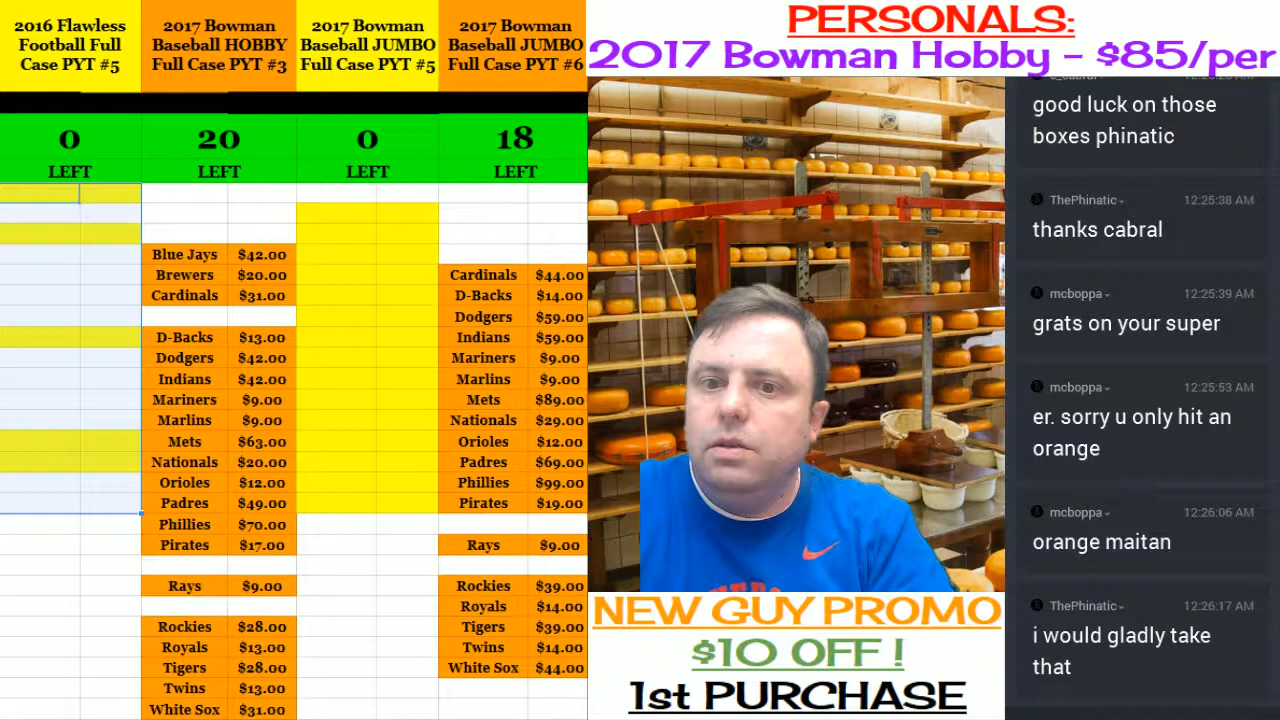 2016 Flawless
Football Full
Case PYT #5
2017 Bowman
Baseball HOBBY
Full Case PYT #3
2017 Bowman
Baseball JUMBO
Full Case PYT #5
2017 Bowman
Baseball JUMBO
Full Case PYT #6
0 20 0 18
LEFT LEFT LEFT LEFT
Blue Jays $42.00
Brewers $20.00
Cardinals $31.00
D-Backs $13.00
Dodgers $42.00
Indians $42.00
Mariners $9.00
Marlins $9.00
Mets $63.00
Nationals $20.00
Orioles $12.00
Padres $49.00
Phillies $70.00
Pirates $17.00
Rays $9.00
Rockies $28.00
Royals $13.00
Tigers $28.00
Twins $13.00
White Sox $31.00
Cardinals $44.00
D-Backs $14.00
Dodgers $59.00
Indians $59.00
Mariners $9.00
Marlins $9.00
Mets $89.00
Nationals $29.00
Orioles $12.00
Padres $69.00
Phillies $99.00
Pirates $19.00
Rays $9.00
Rockies $39.00
Royals $14.00
Tigers $39.00
Twins $14.00
White Sox $44.00
PERSONALS:
2017 Bowman Hobby - $85/per
NEW GUY PROMO
$10 OFF !
1st PURCHASE
good luck on those
boxes phinatic
ThePhinatic 12:25:38 AM
thanks cabral
mcboppa 12:25:39 AM
grats on your super
mcboppa 12:25:53 AM
er. sorry u only hit an
orange
mcboppa 12:26:06 AM
orange maitan
ThePhinatic 12:26:17 AM
i would gladly take
that